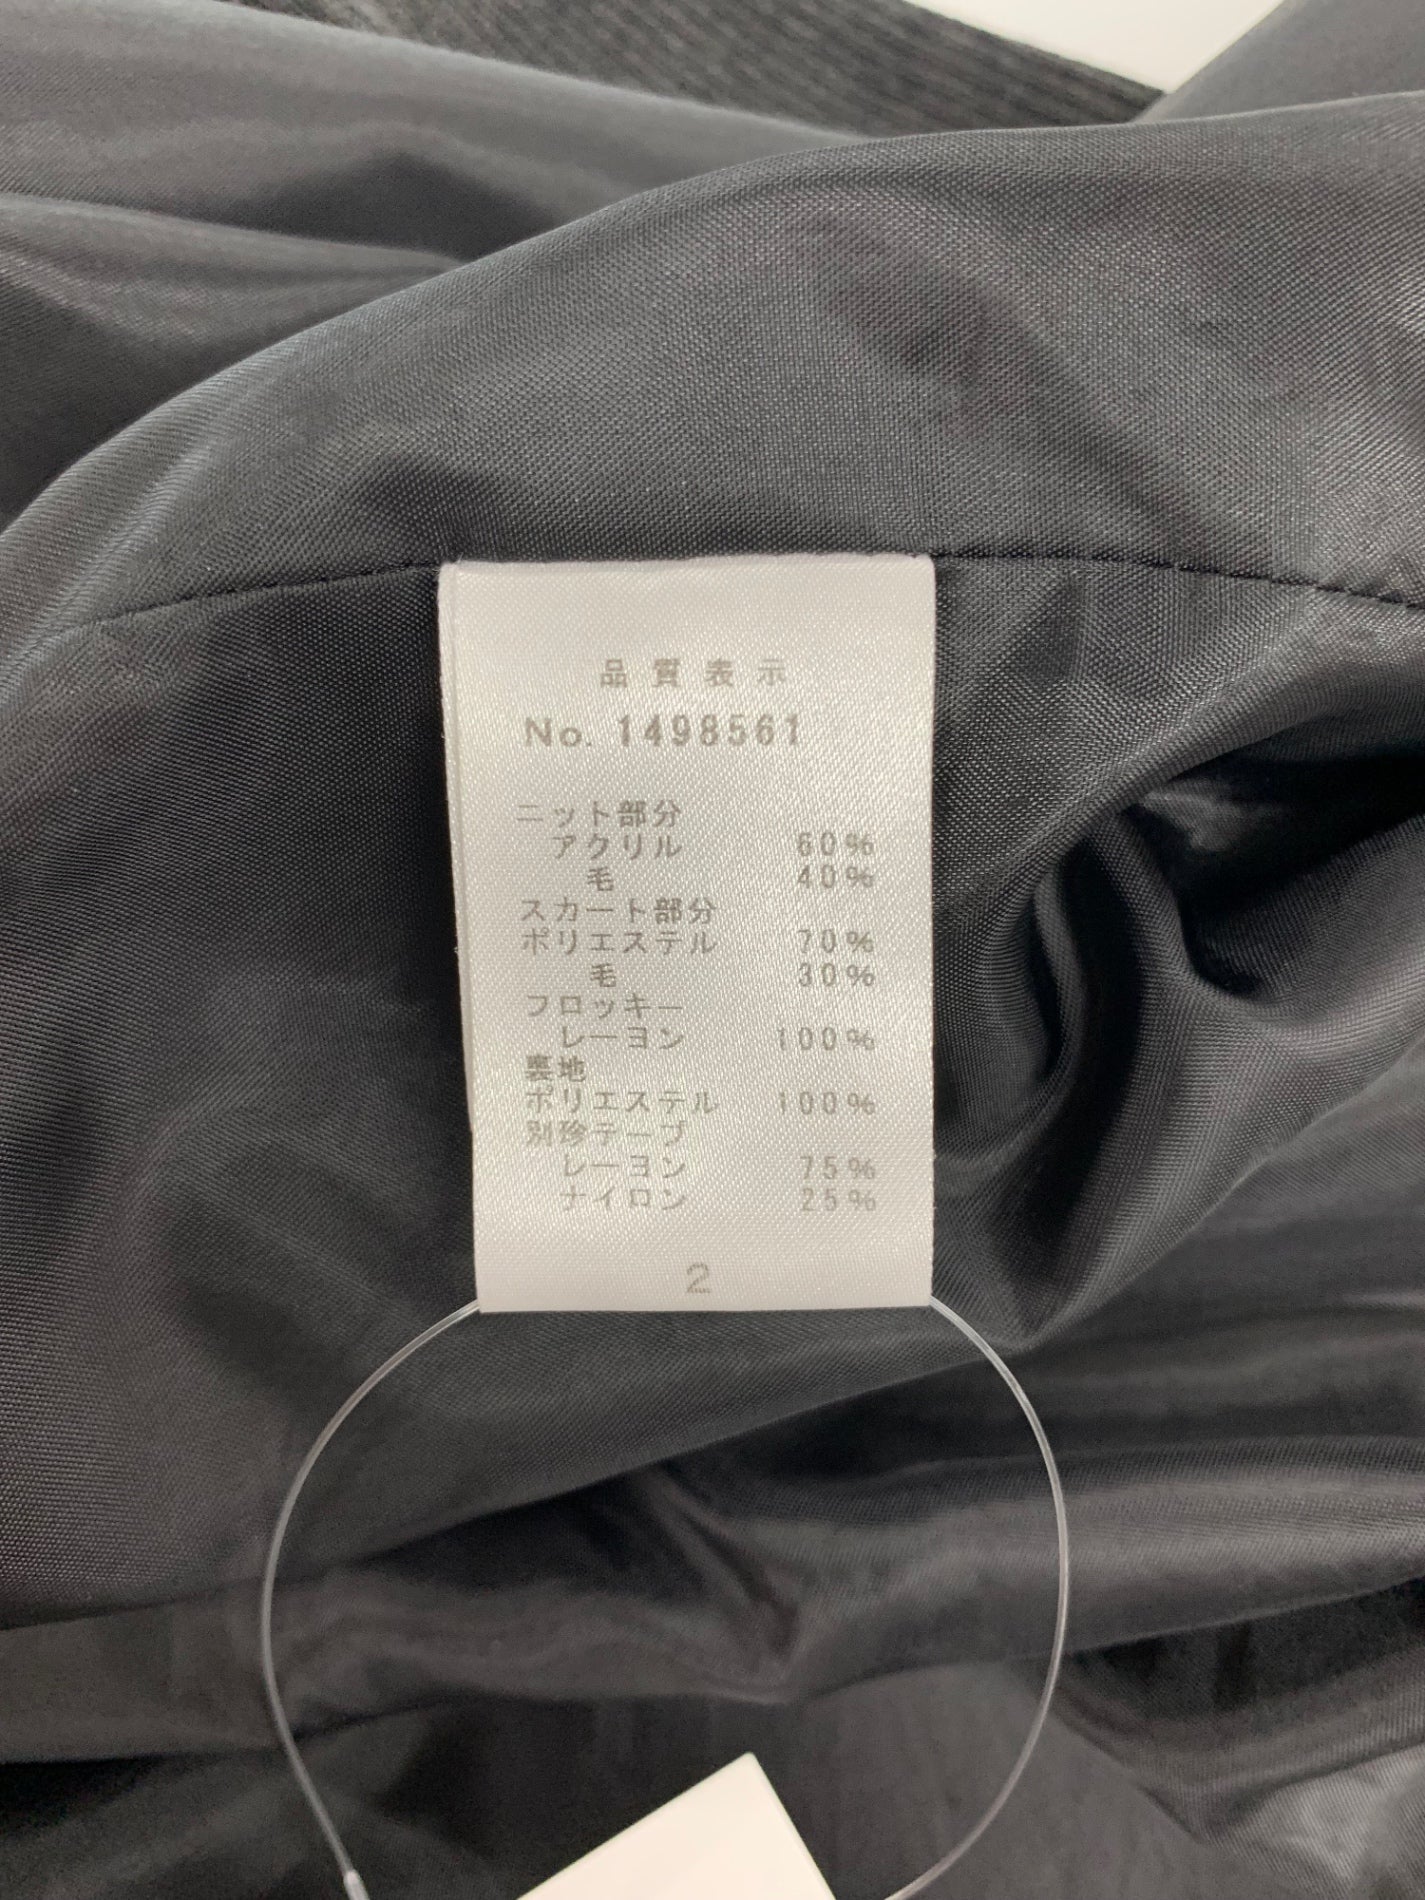 品質表示
No. 1498561
ニット部分
アクリル 60%
毛 40%
スカート部分
ポリエステル 70%
毛 30%
フロッキー
レーヨン 100%
裏地
ポリエステル 100%
別珍テープ
レーヨン 75%
ナイロン 25%
2